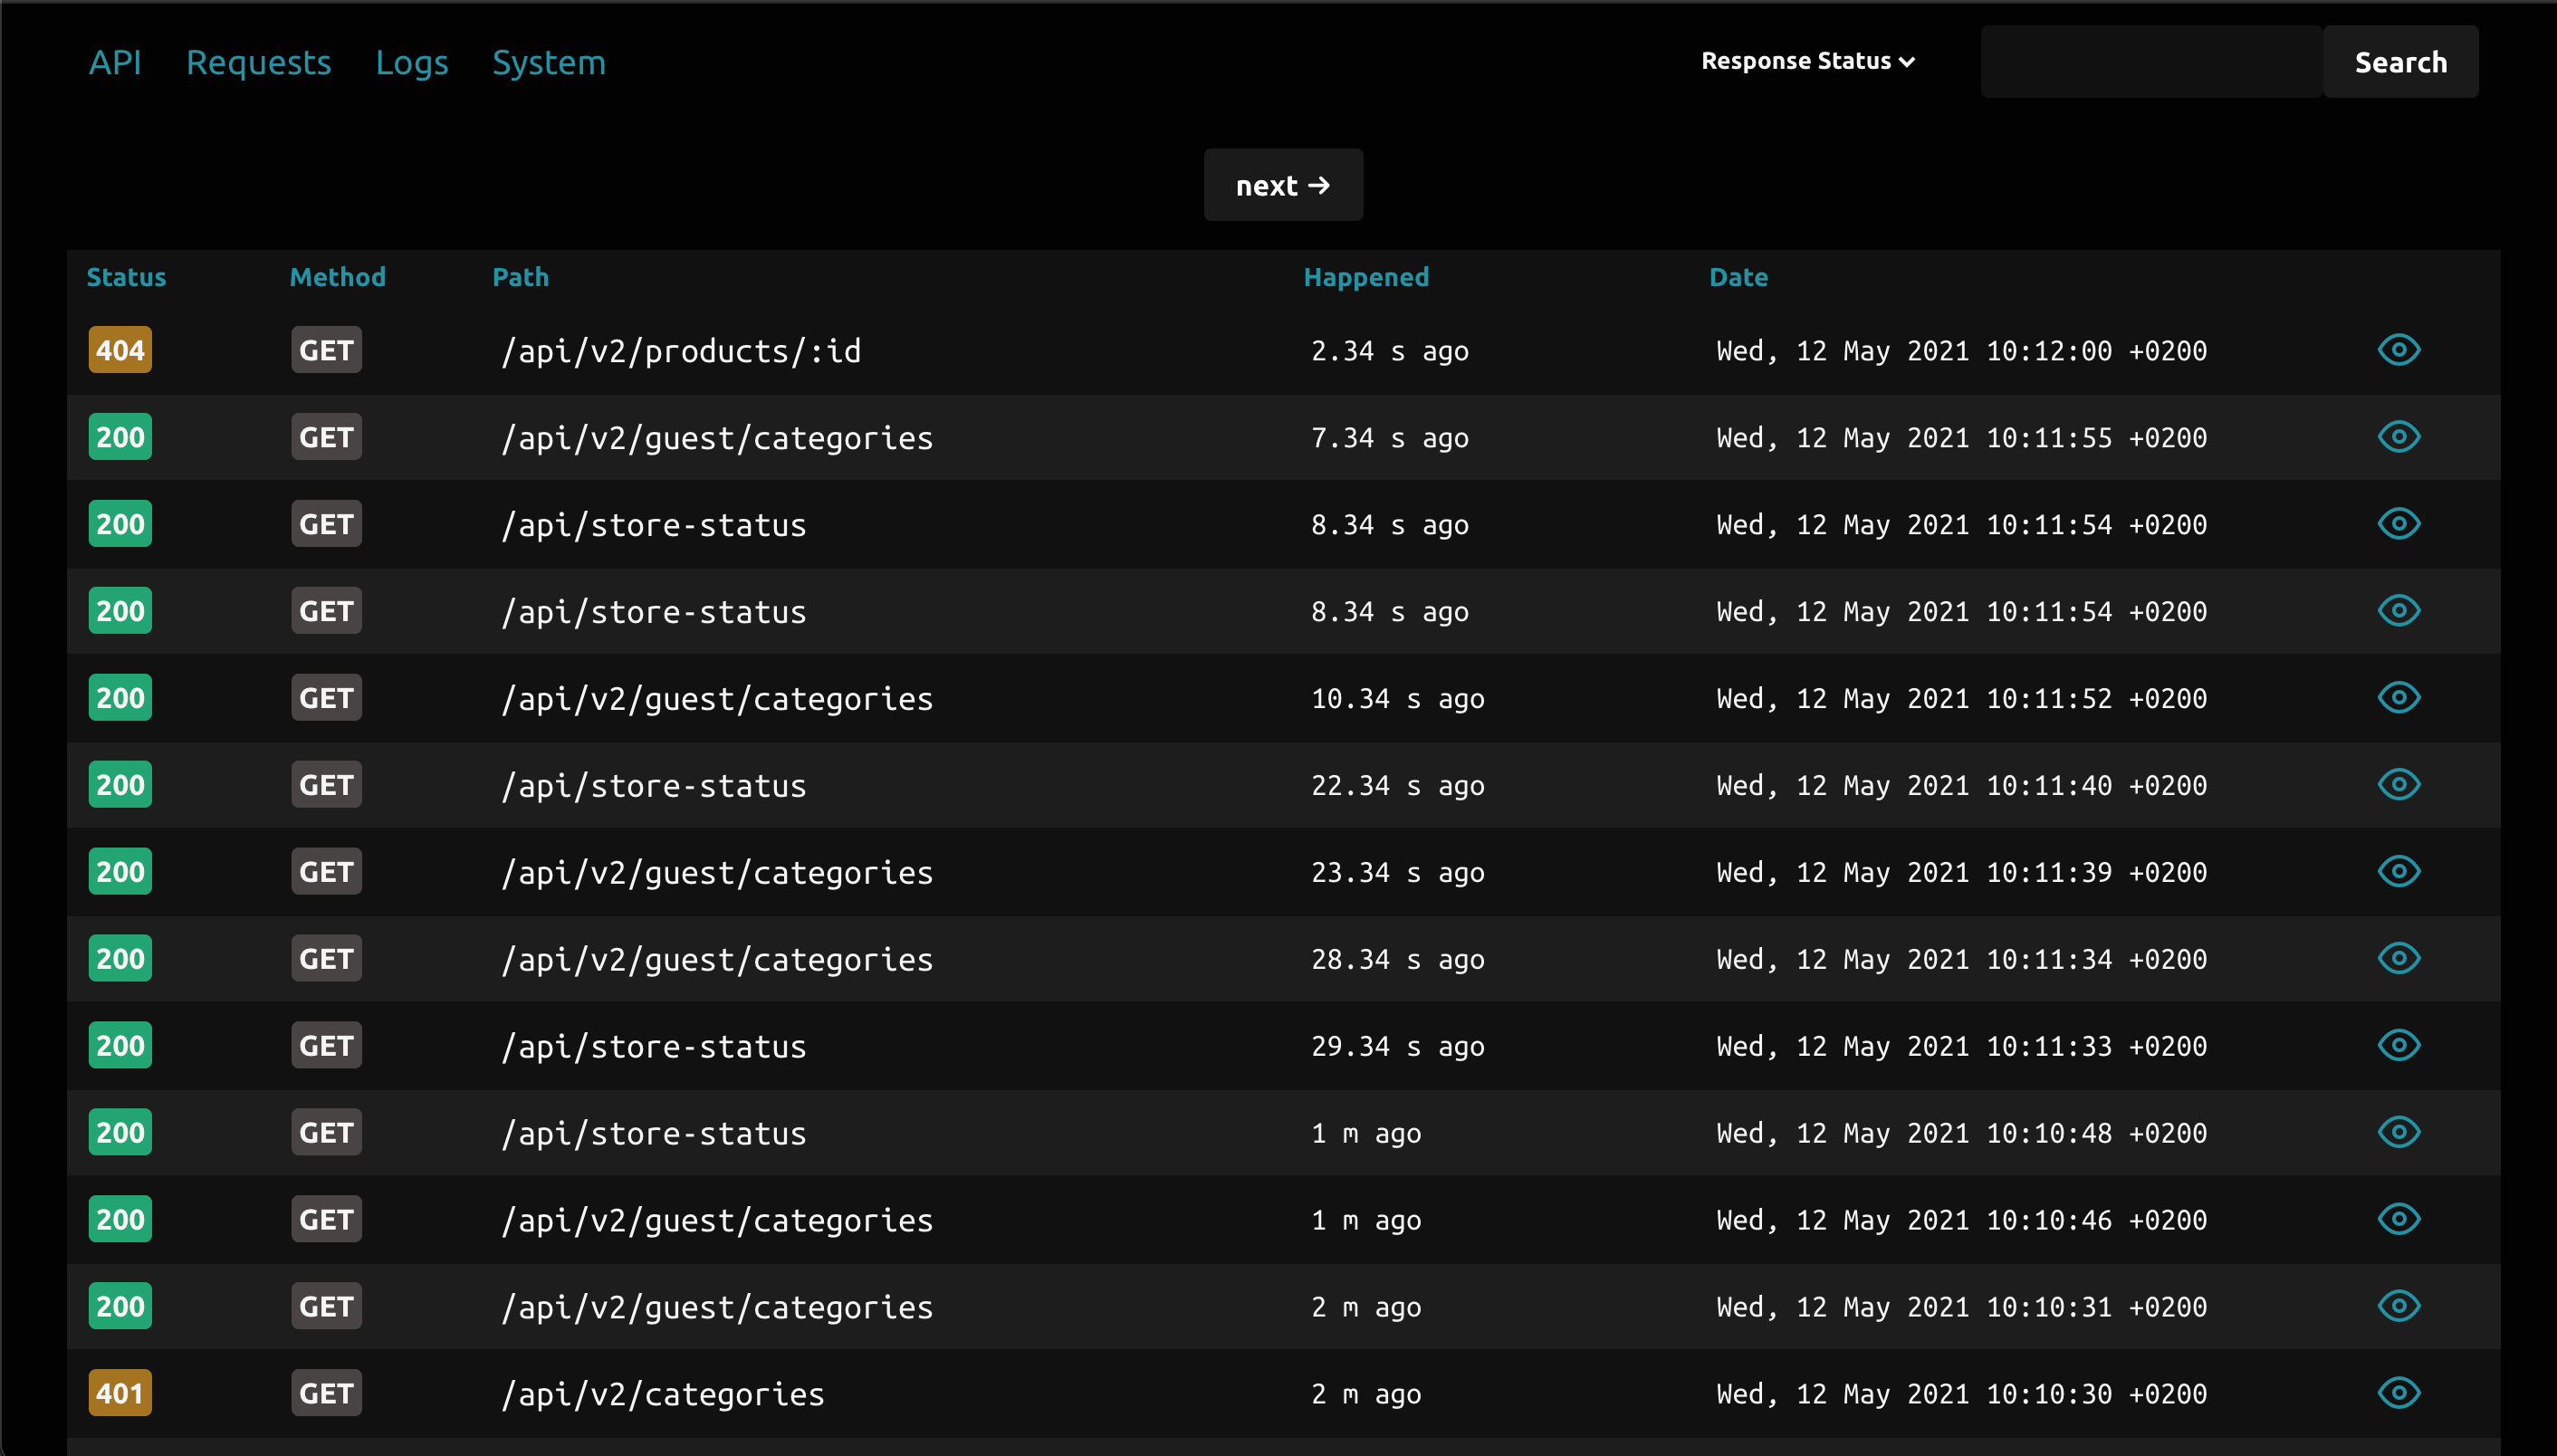 API Requests Logs System Response Status Search
next →
Status Method Path Happened Date
404 GET /api/v2/products/:id 2.34 s ago Wed, 12 May 2021 10:12:00 +0200
200 GET /api/v2/guest/categories 7.34 s ago Wed, 12 May 2021 10:11:55 +0200
200 GET /api/store-status 8.34 s ago Wed, 12 May 2021 10:11:54 +0200
200 GET /api/store-status 8.34 s ago Wed, 12 May 2021 10:11:54 +0200
200 GET /api/v2/guest/categories 10.34 s ago Wed, 12 May 2021 10:11:52 +0200
200 GET /api/store-status 22.34 s ago Wed, 12 May 2021 10:11:40 +0200
200 GET /api/v2/guest/categories 23.34 s ago Wed, 12 May 2021 10:11:39 +0200
200 GET /api/v2/guest/categories 28.34 s ago Wed, 12 May 2021 10:11:34 +0200
200 GET /api/store-status 29.34 s ago Wed, 12 May 2021 10:11:33 +0200
200 GET /api/store-status 1 m ago Wed, 12 May 2021 10:10:48 +0200
200 GET /api/v2/guest/categories 1 m ago Wed, 12 May 2021 10:10:46 +0200
200 GET /api/v2/guest/categories 2 m ago Wed, 12 May 2021 10:10:31 +0200
401 GET /api/v2/categories 2 m ago Wed, 12 May 2021 10:10:30 +0200